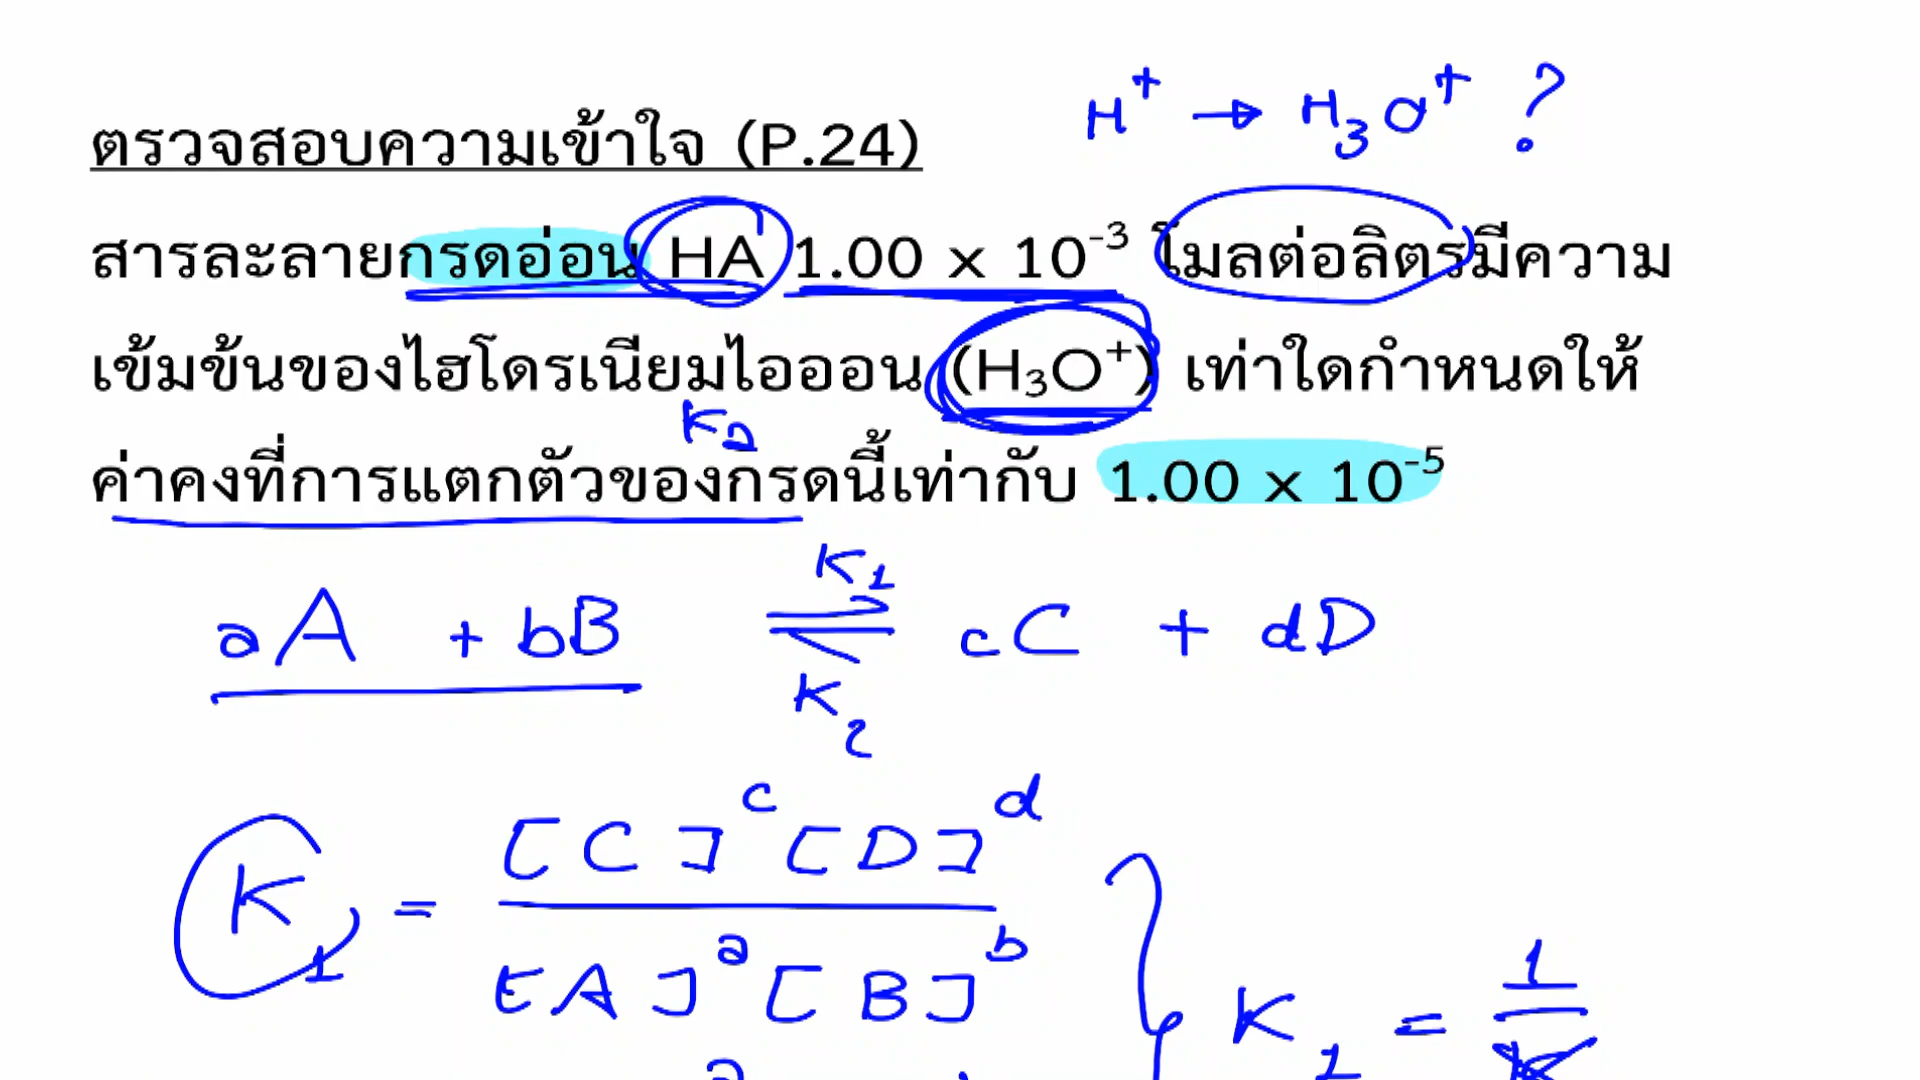 H⁺ → H₃O⁺ ?
ตรวจสอบความเข้าใจ (P.24)
สารละลายกรดอ่อน HA 1.00 x 10⁻³ โมลต่อลิตรมีความ
เข้มข้นของไฮโดรเนียมไอออน (H₃O⁺) เท่าใดกำหนดให้
Ka
ค่าคงที่การแตกตัวของกรดนี้เท่ากับ 1.00 x 10⁻⁵
K₁
aA + bB ⇌ cC + dD
K₂
K₁ = [C]ᶜ[D]ᵈ
[A]ᵃ[B]ᵇ
K₁ = 1